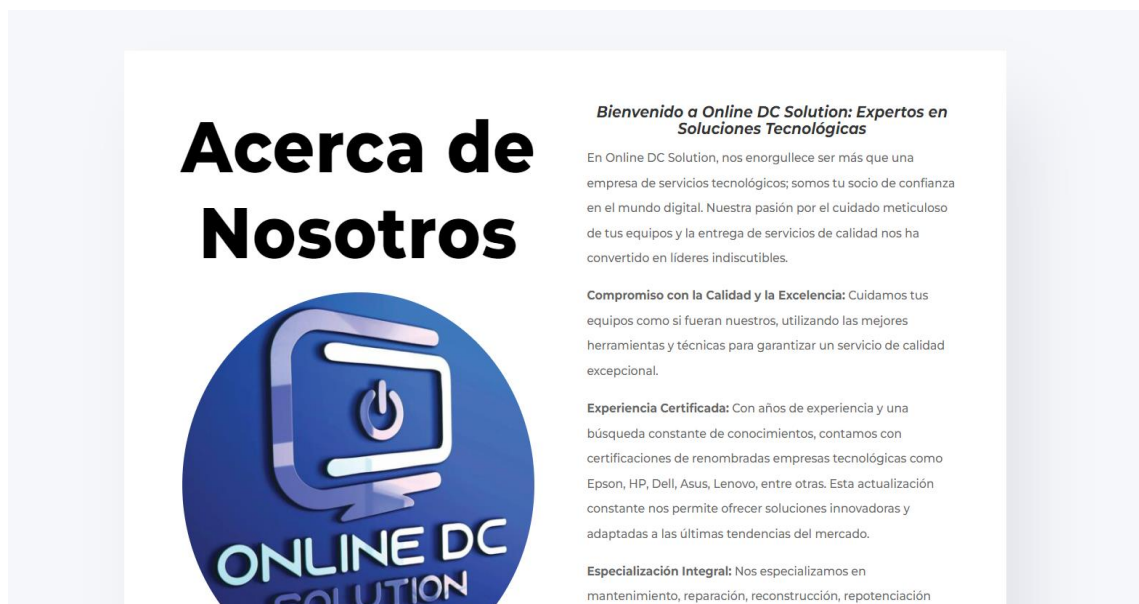 Acerca de
Nosotros
ONLINE DC
SOLUTION
Bienvenido a Online DC Solution: Expertos en
Soluciones Tecnológicas
En Online DC Solution, nos enorgullece ser más que una
empresa de servicios tecnológicos; somos tu socio de confianza
en el mundo digital. Nuestra pasión por el cuidado meticuloso
de tus equipos y la entrega de servicios de calidad nos ha
convertido en líderes indiscutibles.
Compromiso con la Calidad y la Excelencia: Cuidamos tus
equipos como si fueran nuestros, utilizando las mejores
herramientas y técnicas para garantizar un servicio de calidad
excepcional.
Experiencia Certificada: Con años de experiencia y una
búsqueda constante de conocimientos, contamos con
certificaciones de renombradas empresas tecnológicas como
Epson, HP, Dell, Asus, Lenovo, entre otras. Esta actualización
constante nos permite ofrecer soluciones innovadoras y
adaptadas a las últimas tendencias del mercado.
Especialización Integral: Nos especializamos en
mantenimiento, reparación, reconstrucción, repotenciación